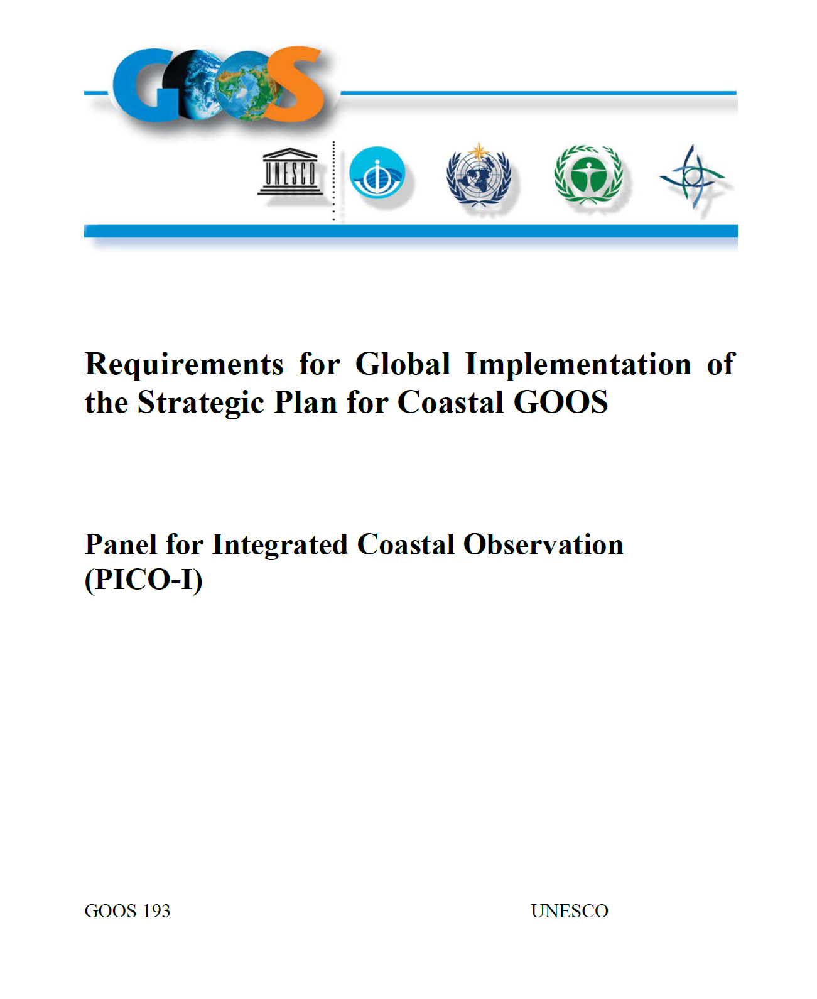 GOOS
UNESCO
Requirements for Global Implementation of
the Strategic Plan for Coastal GOOS
Panel for Integrated Coastal Observation
(PICO-I)
GOOS 193 UNESCO